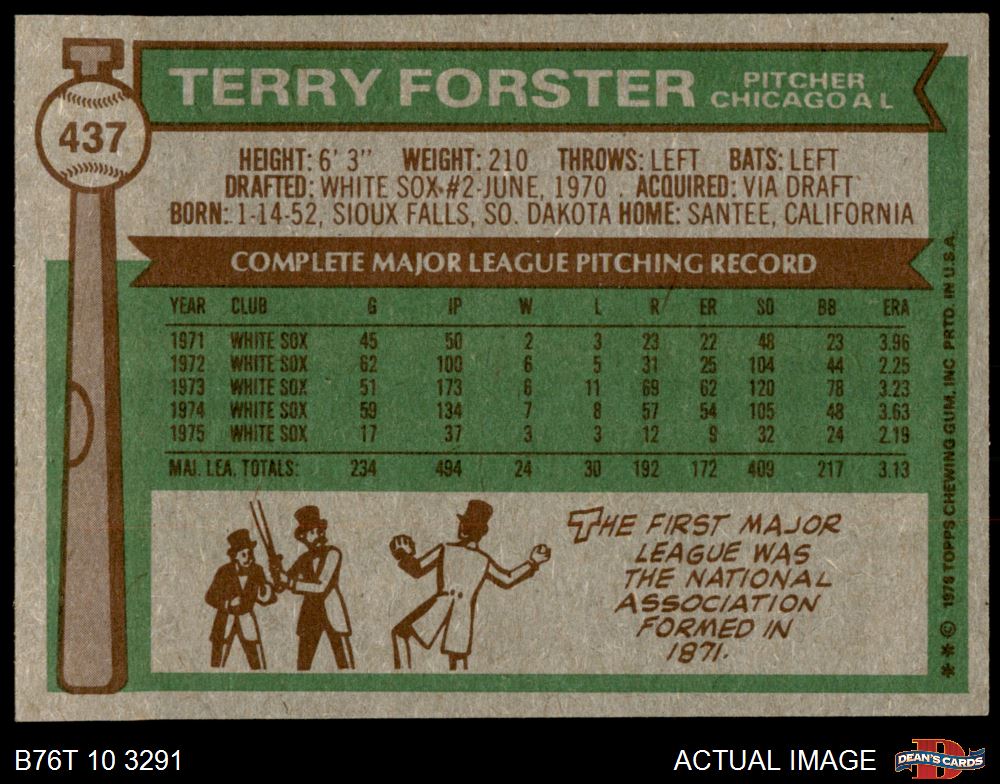 437
TERRY FORSTER
PITCHER
CHICAGO A L
HEIGHT: 6' 3" WEIGHT: 210 THROWS: LEFT BATS: LEFT
DRAFTED: WHITE SOX #2-JUNE, 1970. ACQUIRED: VIA DRAFT
BORN: 1-14-52, SIOUX FALLS, SO. DAKOTA HOME: SANTEE, CALIFORNIA
COMPLETE MAJOR LEAGUE PITCHING RECORD
YEAR CLUB G IP W L R ER SO BB ERA
1971 WHITE SOX 45 50 2 3 23 22 48 23 3.96
1972 WHITE SOX 62 100 6 5 31 25 104 44 2.25
1973 WHITE SOX 51 173 6 11 69 62 120 78 3.23
1974 WHITE SOX 59 134 7 8 57 54 105 48 3.63
1975 WHITE SOX 17 37 3 3 12 9 32 24 2.19
MAJ. LEA. TOTALS: 234 494 24 30 192 172 409 217 3.13
THE FIRST MAJOR
LEAGUE WAS
THE NATIONAL
ASSOCIATION
FORMED IN
1871.
** © 1976 TOPPS CHEWING GUM, INC PRTD. IN U.S.A.
B76T 10 3291
ACTUAL IMAGE
DEAN'S CARDS